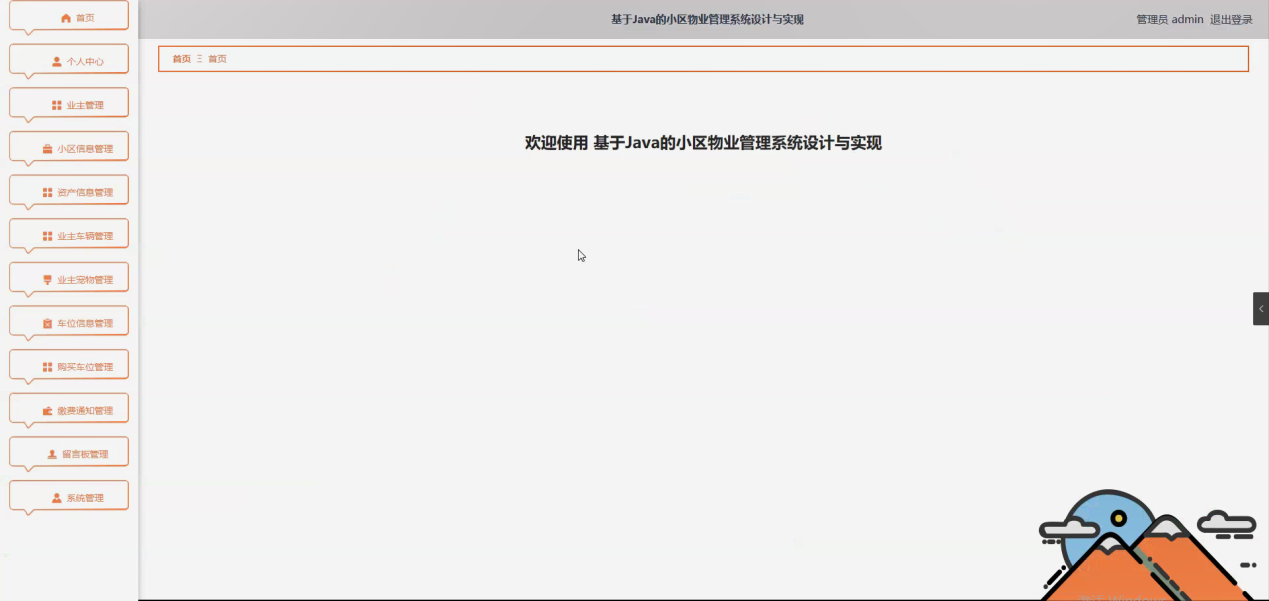 首页
个人中心
业主管理
小区信息管理
资产信息管理
业主车辆管理
业主宠物管理
车位信息管理
购买车位管理
缴费通知管理
留言板管理
系统管理
基于Java的小区物业管理系统设计与实现
管理员 admin 退出登录
首页 Ξ 首页
欢迎使用 基于Java的小区物业管理系统设计与实现